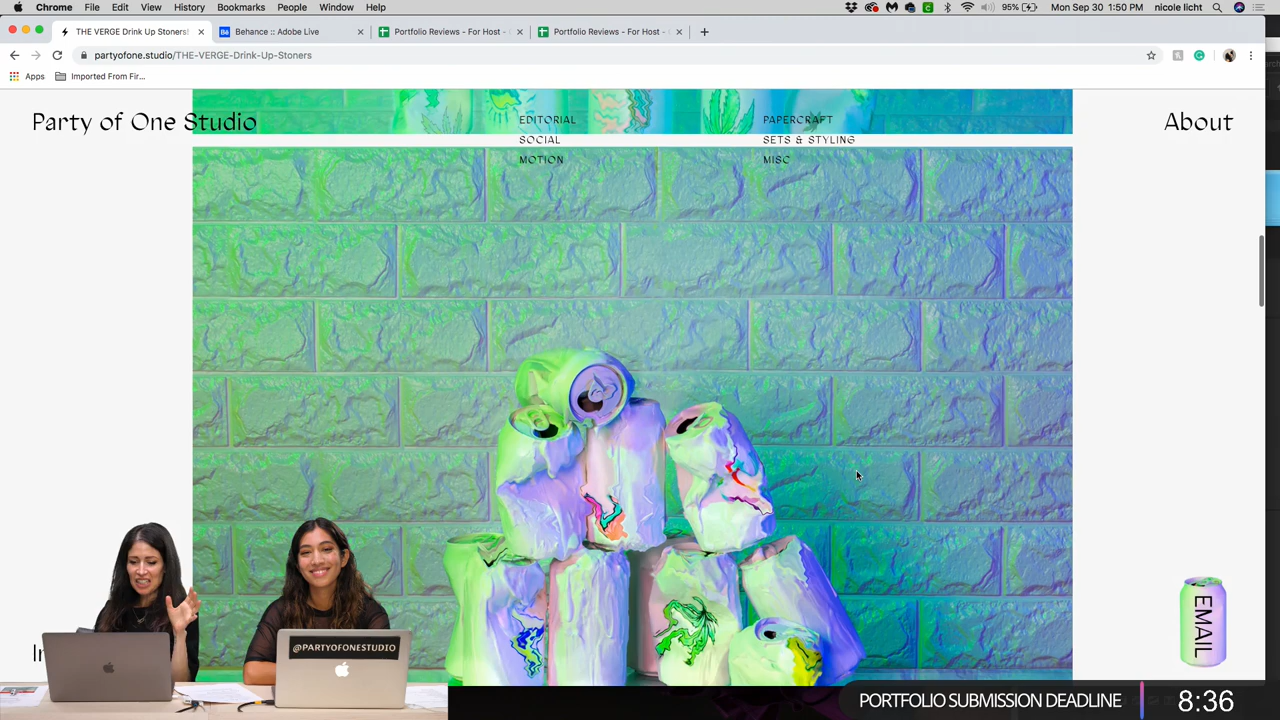 Chrome File Edit View History Bookmarks People Window Help
95% Mon Sep 30 1:50 PM nicole licht
THE VERGE Drink Up Stoners!
Behance :: Adobe Live
Portfolio Reviews - For Host -
Portfolio Reviews - For Host -
partyofone.studio/THE-VERGE-Drink-Up-Stoners
Apps
Imported From Fir...
Party of One Studio
EDITORIAL
SOCIAL
MOTION
PAPERCRAFT
SETS & STYLING
MISC
About
EMAIL
@PARTYOFONESTUDIO
PORTFOLIO SUBMISSION DEADLINE
8:36